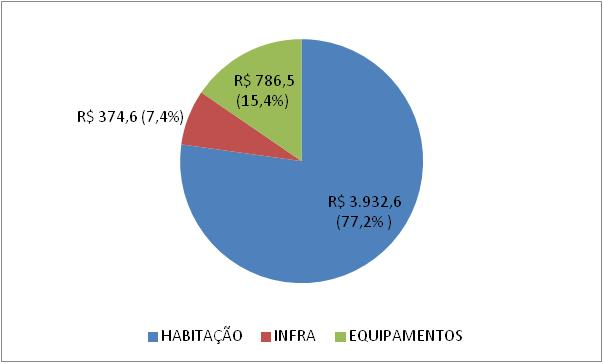 R$ 786,5
(15,4%)
R$ 374,6 (7,4%)
R$ 3.932,6
(77,2% )
HABITAÇÃO INFRA EQUIPAMENTOS